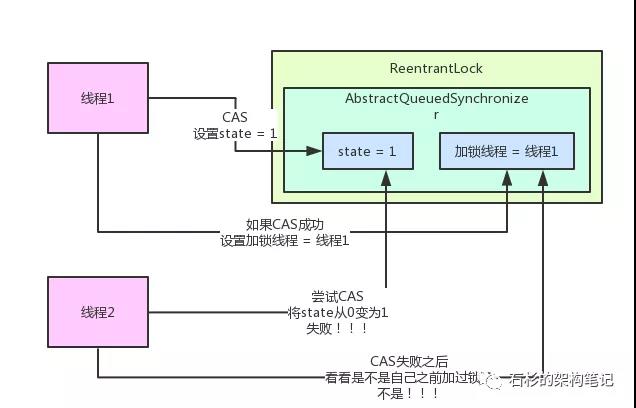 ReentrantLock
AbstractQueuedSynchronize
r
线程1
CAS
设置state = 1
state = 1
加锁线程 = 线程1
如果CAS成功
设置加锁线程 = 线程1
线程2
尝试CAS
将state从0变为1
失败！！！
CAS失败之后
看看是不是自己之前加过锁
不是！！！
石杉的架构笔记